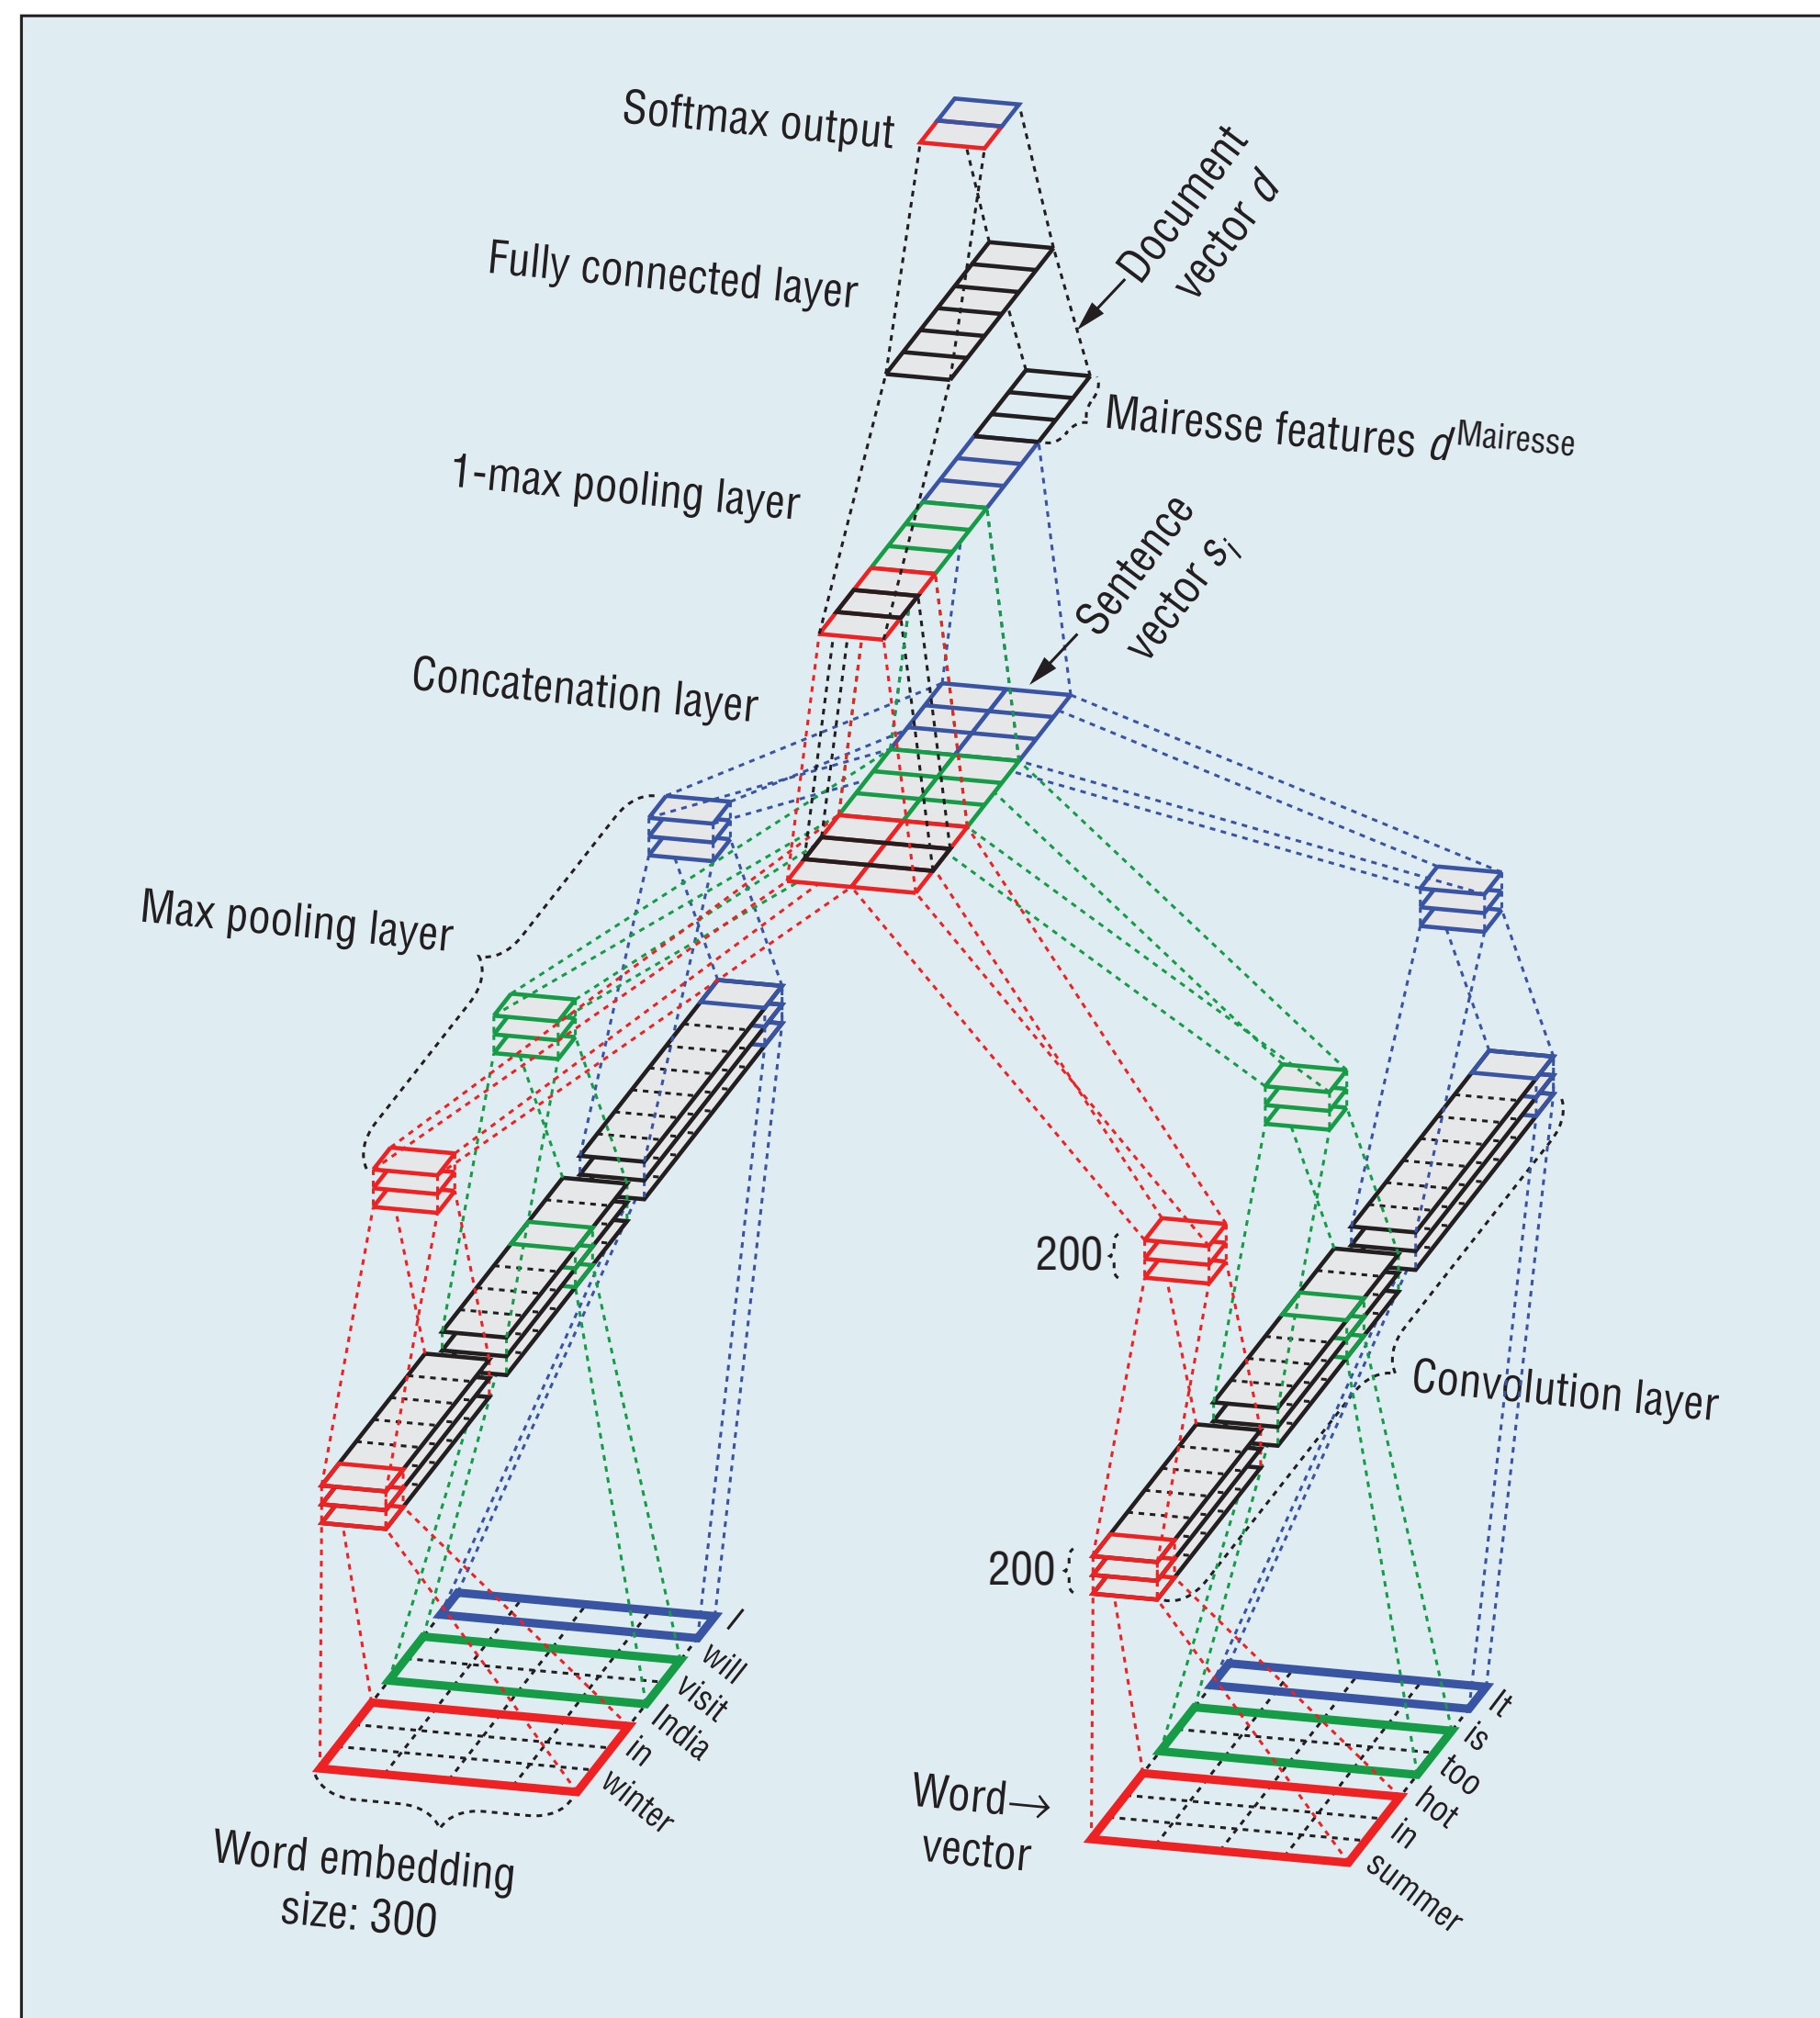 Softmax output
Document
vector d
Fully connected layer
Mairesse features d^Mairesse
1-max pooling layer
Sentence
vector s_i
Concatenation layer
Max pooling layer
200
Convolution layer
200
I
will
visit
India
in
winter
It
is
too
hot
in
summer
Word→
vector
Word embedding
size: 300